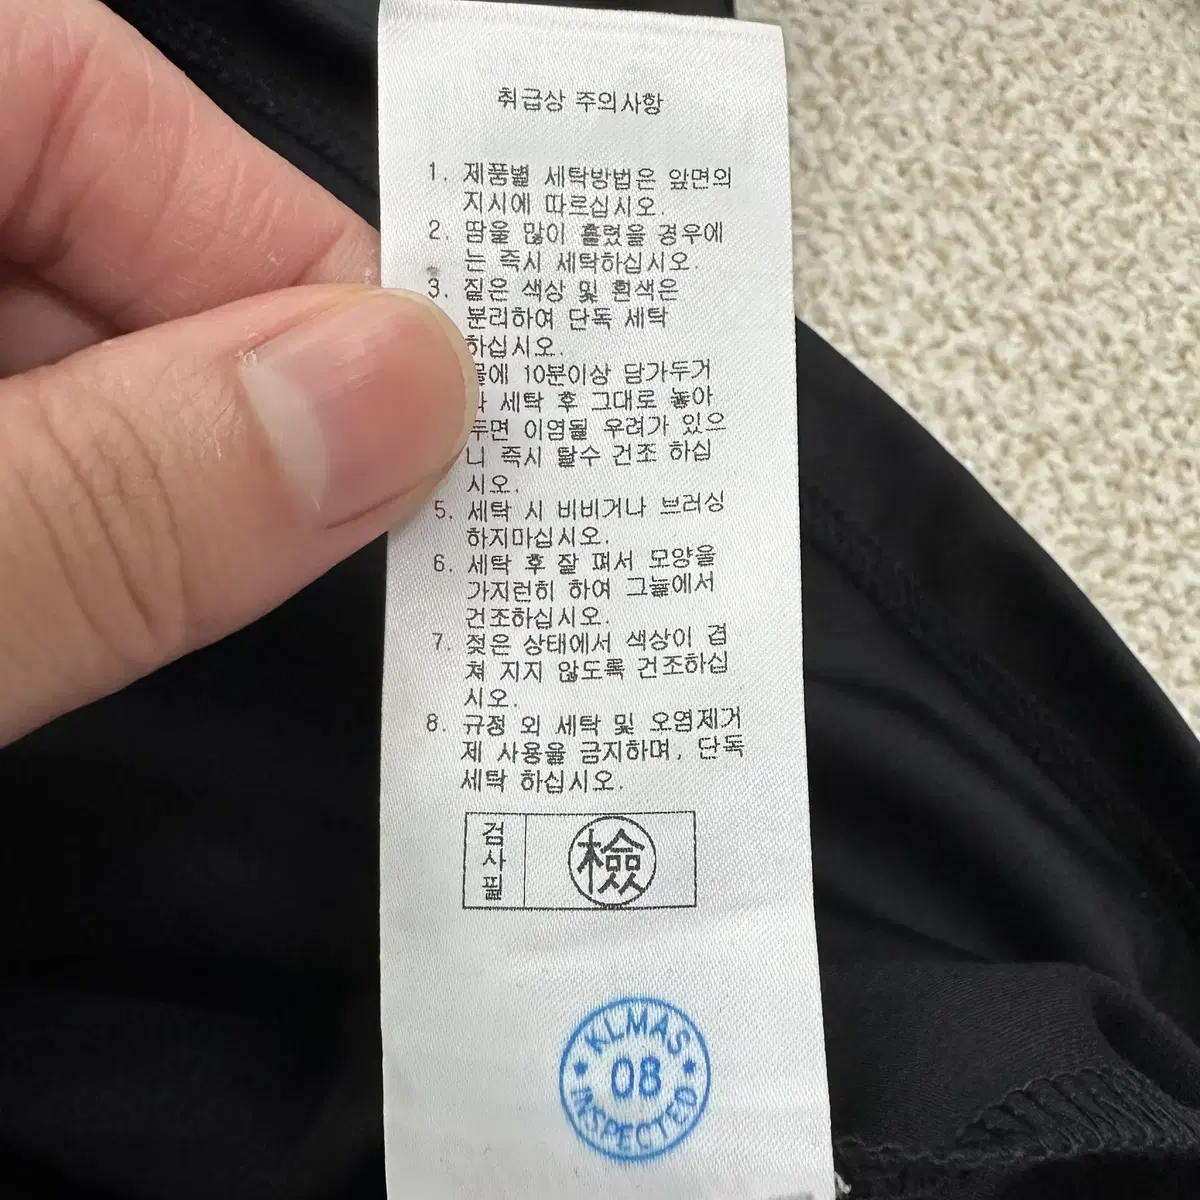 취급상 주의사항
1. 제품별 세탁방법은 앞면의
지시에 따르십시오.
2. 땀을 많이 흘렸을 경우에
는 즉시 세탁하십시오.
3. 짙은 색상 및 흰색은
분리하여 단독 세탁
하십시오.
물에 10분이상 담가두거
나 세탁 후 그대로 놓아
두면 이염될 우려가 있으
니 즉시 탈수 건조 하십
시오.
5. 세탁 시 비비거나 브러싱
하지마십시오.
6. 세탁 후 잘 펴서 모양을
가지런히 하여 그늘에서
건조하십시오.
7. 젖은 상태에서 색상이 겹
쳐 지지 않도록 건조하십
시오.
8. 규정 외 세탁 및 오염제거
제 사용을 금지하며, 단독
세탁 하십시오.
검사필 檢
KLMAS
08
INSPECTED